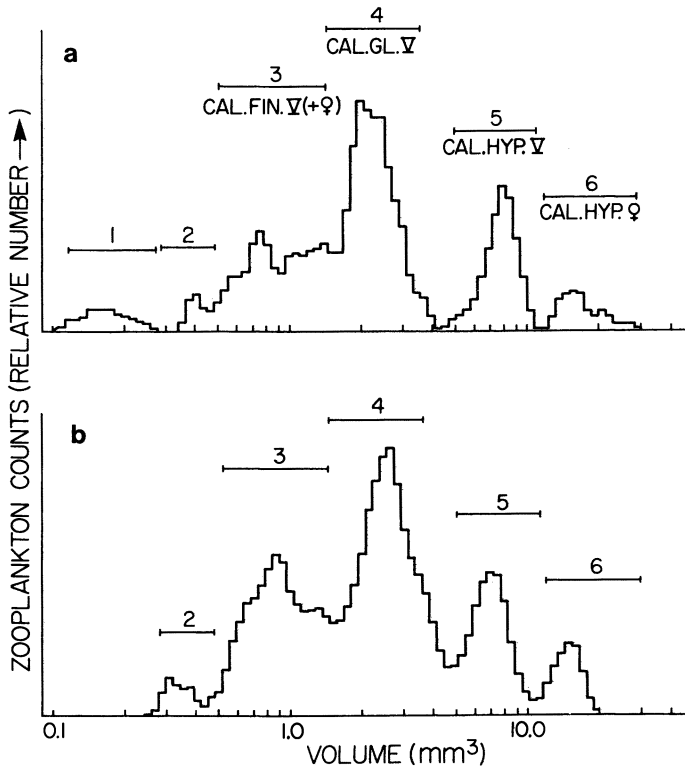 a
4
CAL.GL.V
3
CAL.FIN.V(+♀)
5
CAL.HYP.V
6
CAL.HYP.♀
1
2
b
4
3
5
6
2
ZOOPLANKTON COUNTS (RELATIVE NUMBER →)
0.1 1.0 10.0
VOLUME (mm³)